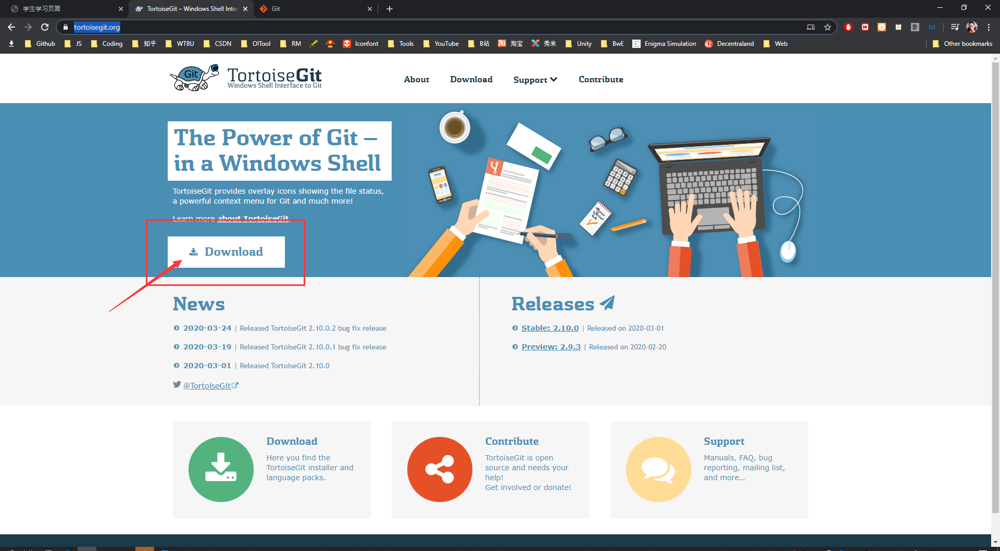 学生学习页面
TortoiseGit – Windows Shell Inter
Git
tortoisegit.org
Github
JS
Coding
知乎
WTBU
CSDN
OITool
RM
Iconfont
Tools
YouTube
B站
淘 淘宝
秀米
Unity
BwE
E Enigma Simulation
Decentraland
Web
Other bookmarks
Git
TortoiseGit
Windows Shell Interface to Git
About
Download
Support
Contribute
The Power of Git –
in a Windows Shell
TortoiseGit provides overlay icons showing the file status,
a powerful context menu for Git and much more!
Learn more about TortoiseGit.
Download
News
2020-03-24 | Released TortoiseGit 2.10.0.2 bug fix release
2020-03-19 | Released TortoiseGit 2.10.0.1 bug fix release
2020-03-01 | Released TortoiseGit 2.10.0
@TortoiseGit
Releases
Stable: 2.10.0 | Released on 2020-03-01
Preview: 2.9.3 | Released on 2020-02-20
Download
Here you find the
TortoiseGit installer and
language packs.
Contribute
TortoiseGit is open
source and needs your
help!
Get involved or donate!
Support
Manuals, FAQ, bug
reporting, mailing list,
and more...